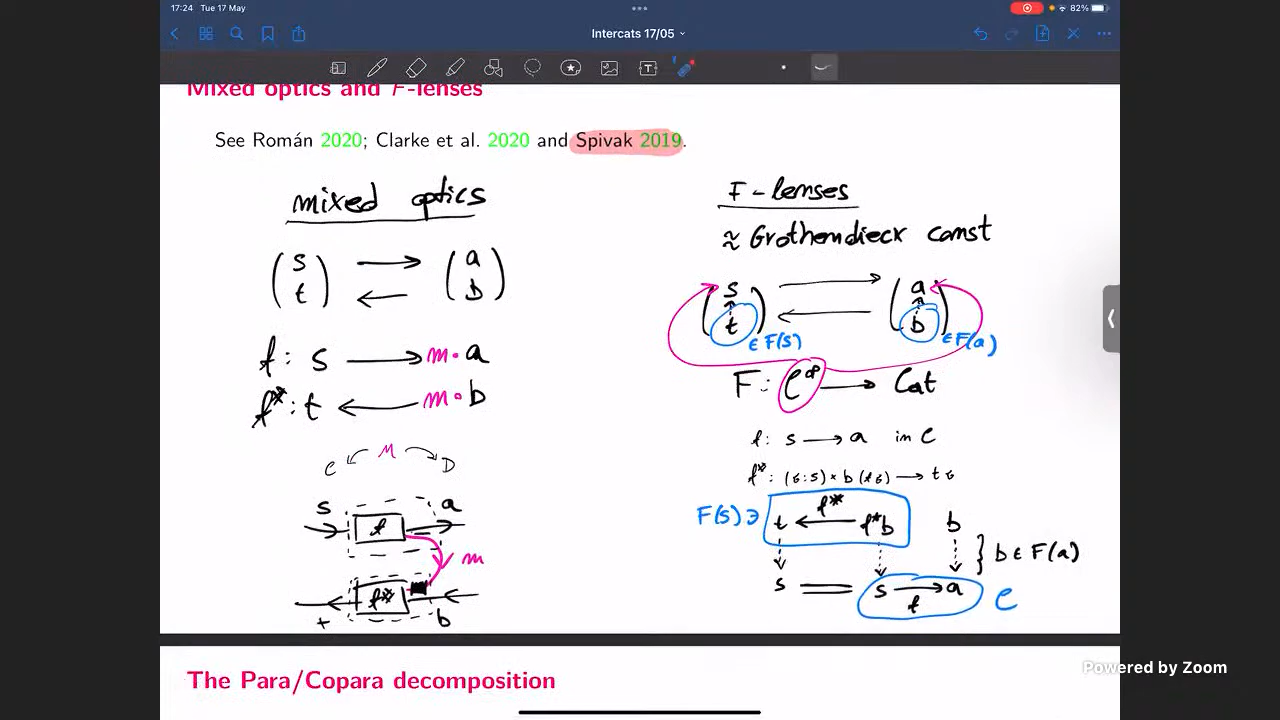 17:24 Tue 17 May
82%
Intercats 17/05
Mixed optics and F-lenses
See Román 2020; Clarke et al. 2020 and Spivak 2019.
mixed optics
(s t) ⟶ ⟵ (a b)
f: s ⟶ m·a
f*: t ⟵ m·b
C M D
s f a
m
t f* b
F-lenses
≈ Grothendieck const
(s t) ⟶ ⟵ (a b)
∈F(s) ∈F(a)
F: C^op ⟶ Cat
f: s ⟶ a in C
f*: (σ:s) × b(fσ) ⟶ tσ
F(s)∋ t ⟵ f* f*b b
} b ∈ F(a)
s = s ⟶ a C
f
The Para/Copara decomposition
Powered by Zoom